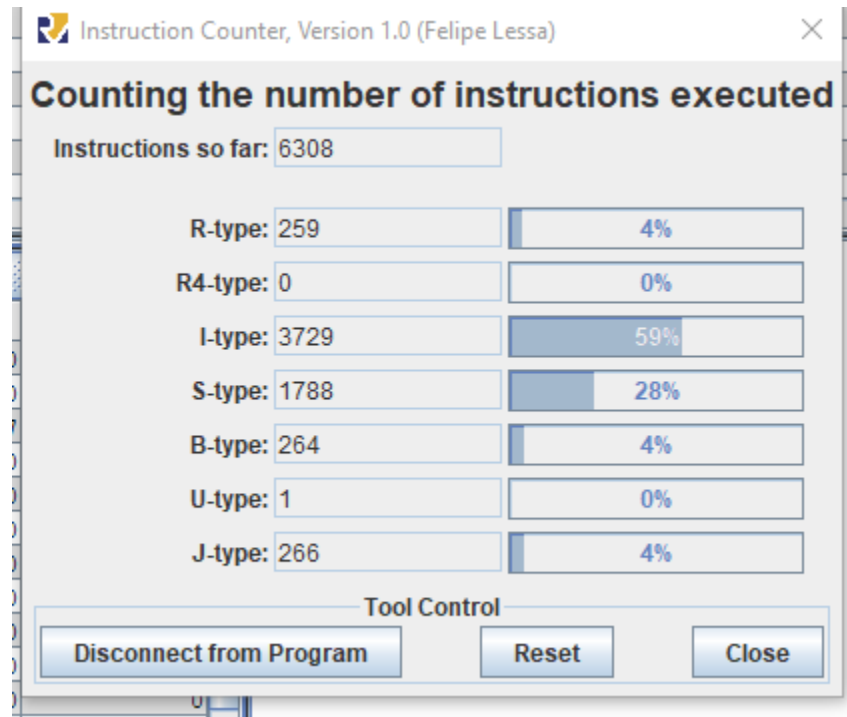 Instruction Counter, Version 1.0 (Felipe Lessa)
Counting the number of instructions executed
Instructions so far: 6308
R-type: 259 4%
R4-type: 0 0%
I-type: 3729 59%
S-type: 1788 28%
B-type: 264 4%
U-type: 1 0%
J-type: 266 4%
Tool Control
Disconnect from Program Reset Close
0